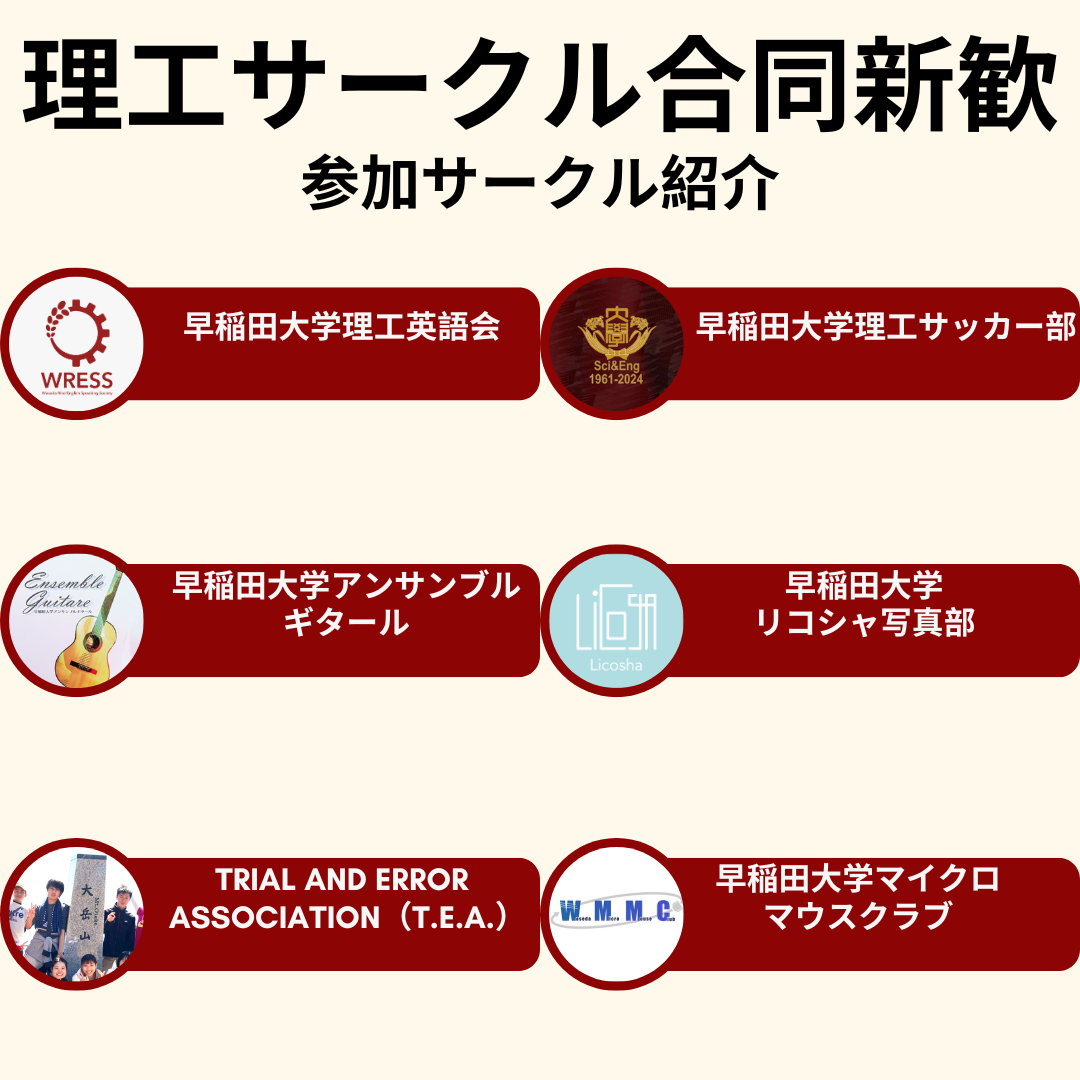 理工サークル合同新歓
参加サークル紹介
WRESS
早稲田大学理工英語会
Sci&Eng
1961-2024
早稲田大学理工サッカー部
Ensemble
Guitare
早稲田大学アンサンブル
ギタール
Licosha
早稲田大学
リコシャ写真部
大岳山
TRIAL AND ERROR
ASSOCIATION（T.E.A.）
Waseda Micro Mouse Club
早稲田大学マイクロ
マウスクラブ